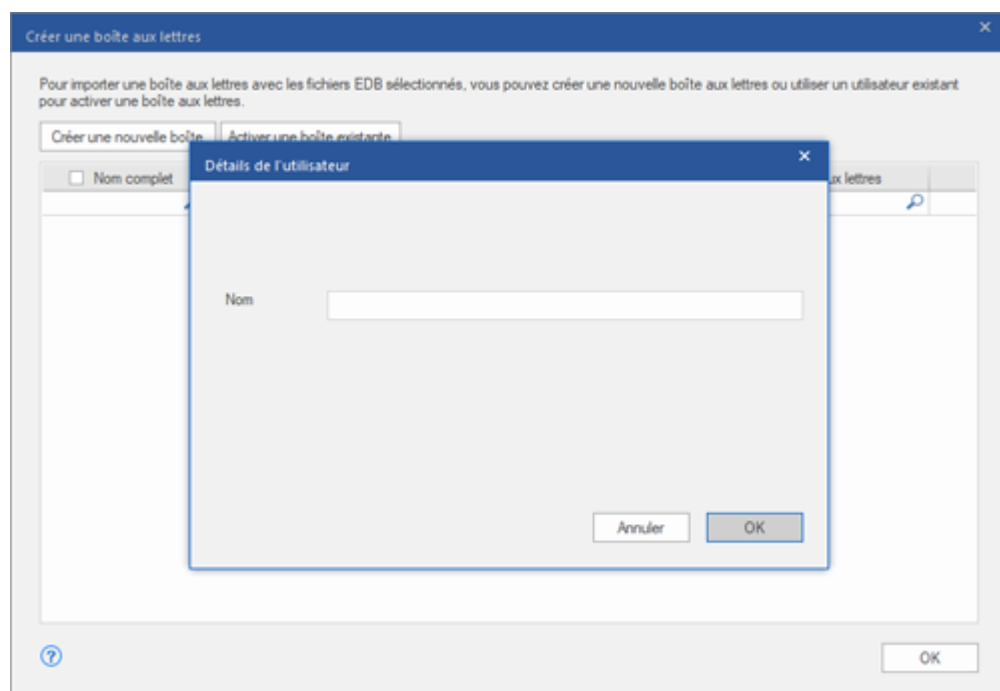 Créer une boîte aux lettres
Pour importer une boîte aux lettres avec les fichiers EDB sélectionnés, vous pouvez créer une nouvelle boîte aux lettres ou utiliser un utilisateur existant
pour activer une boîte aux lettres.
Créer une nouvelle boîte Activer une boîte existante
Détails de l'utilisateur
Nom complet ux lettres
Nom
Annuler OK
OK